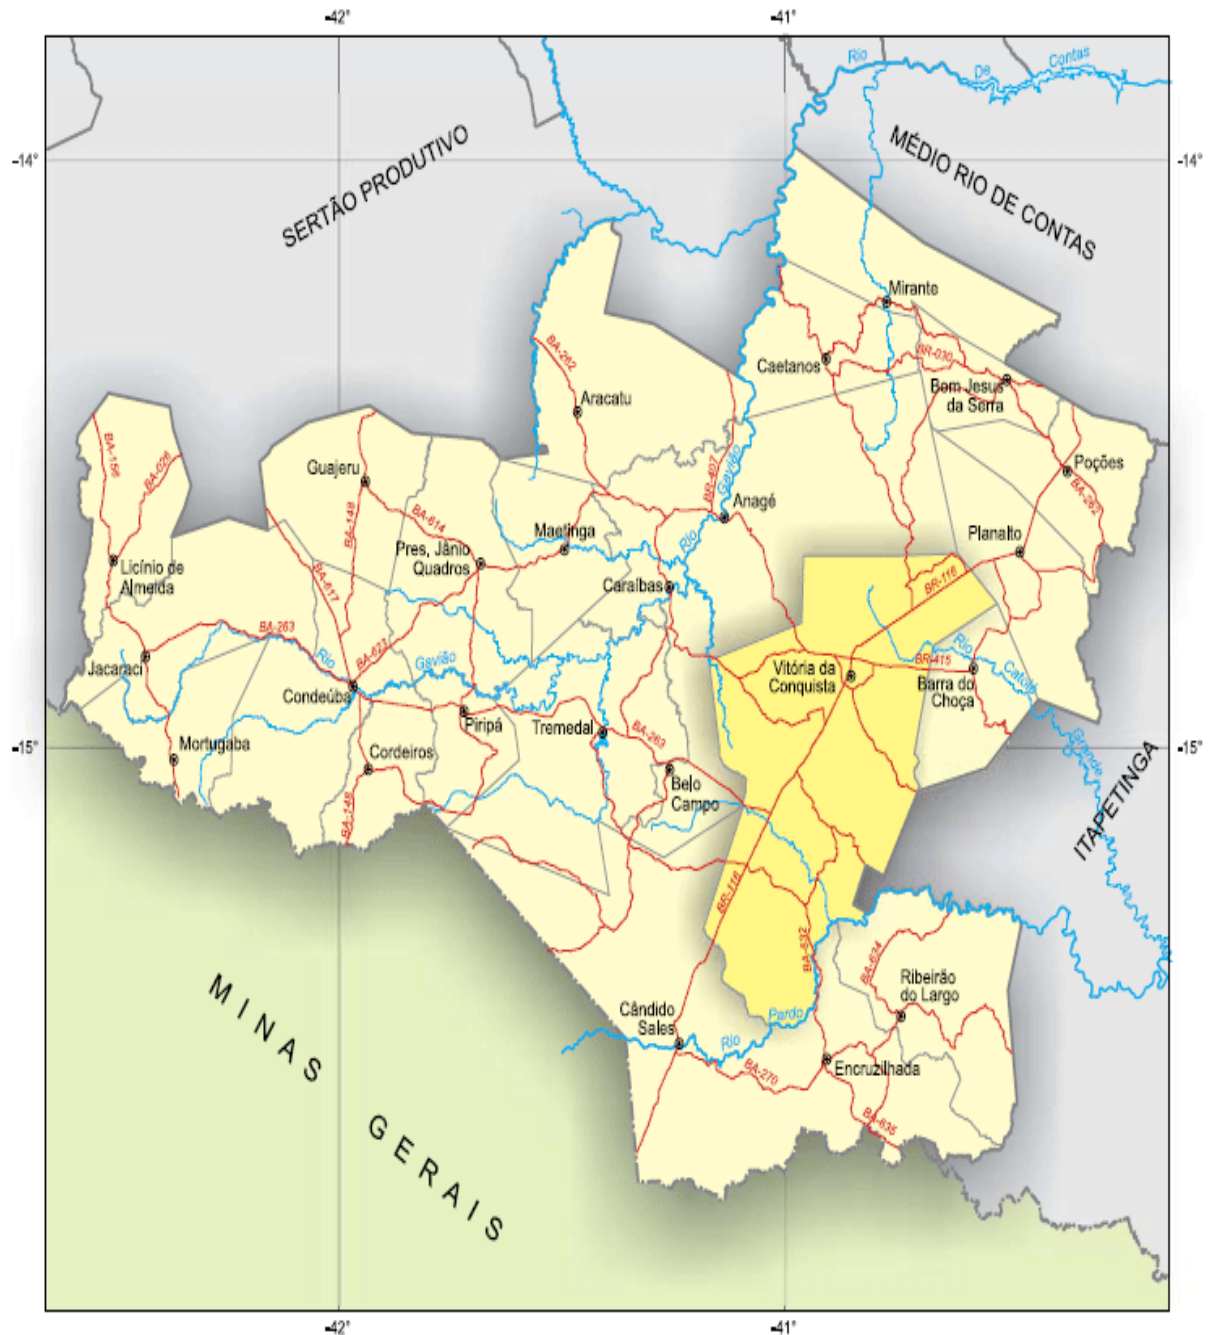 -42°
-41°
Rio
De
Contas
-14°
-14°
SERTÃO PRODUTIVO
MÉDIO RIO DE CONTAS
Mirante
BA-262
Caetanos
BR-030
Bom Jesus
da Serra
Aracatu
BA-156
BA-026
Guajeru
BR-407
Gavião
Poções
BA-262
BA-148
BA-614
Anagé
Maetinga
Rio
Planalto
Pres, Jânio
Quadros
Licínio de
Almeida
BA-617
Caraíbas
BR-116
BA-263
BA-623
Rio
Gavião
Rio
Catolé
Grande
Jacaraci
Condeúba
Vitória da
Conquista
BR-415
Barra do
Choça
Piripá
Tremedal
BA-263
-15°
-15°
Mortugaba
Cordeiros
Belo
Campo
BA-148
ITAPETINGA
BR-116
BA-632
BA-634
Ribeirão
do Largo
MINAS GERAIS
Cândido
Sales
Rio
Pardo
BA-270
Encruzilhada
BA-635
-42°
-41°